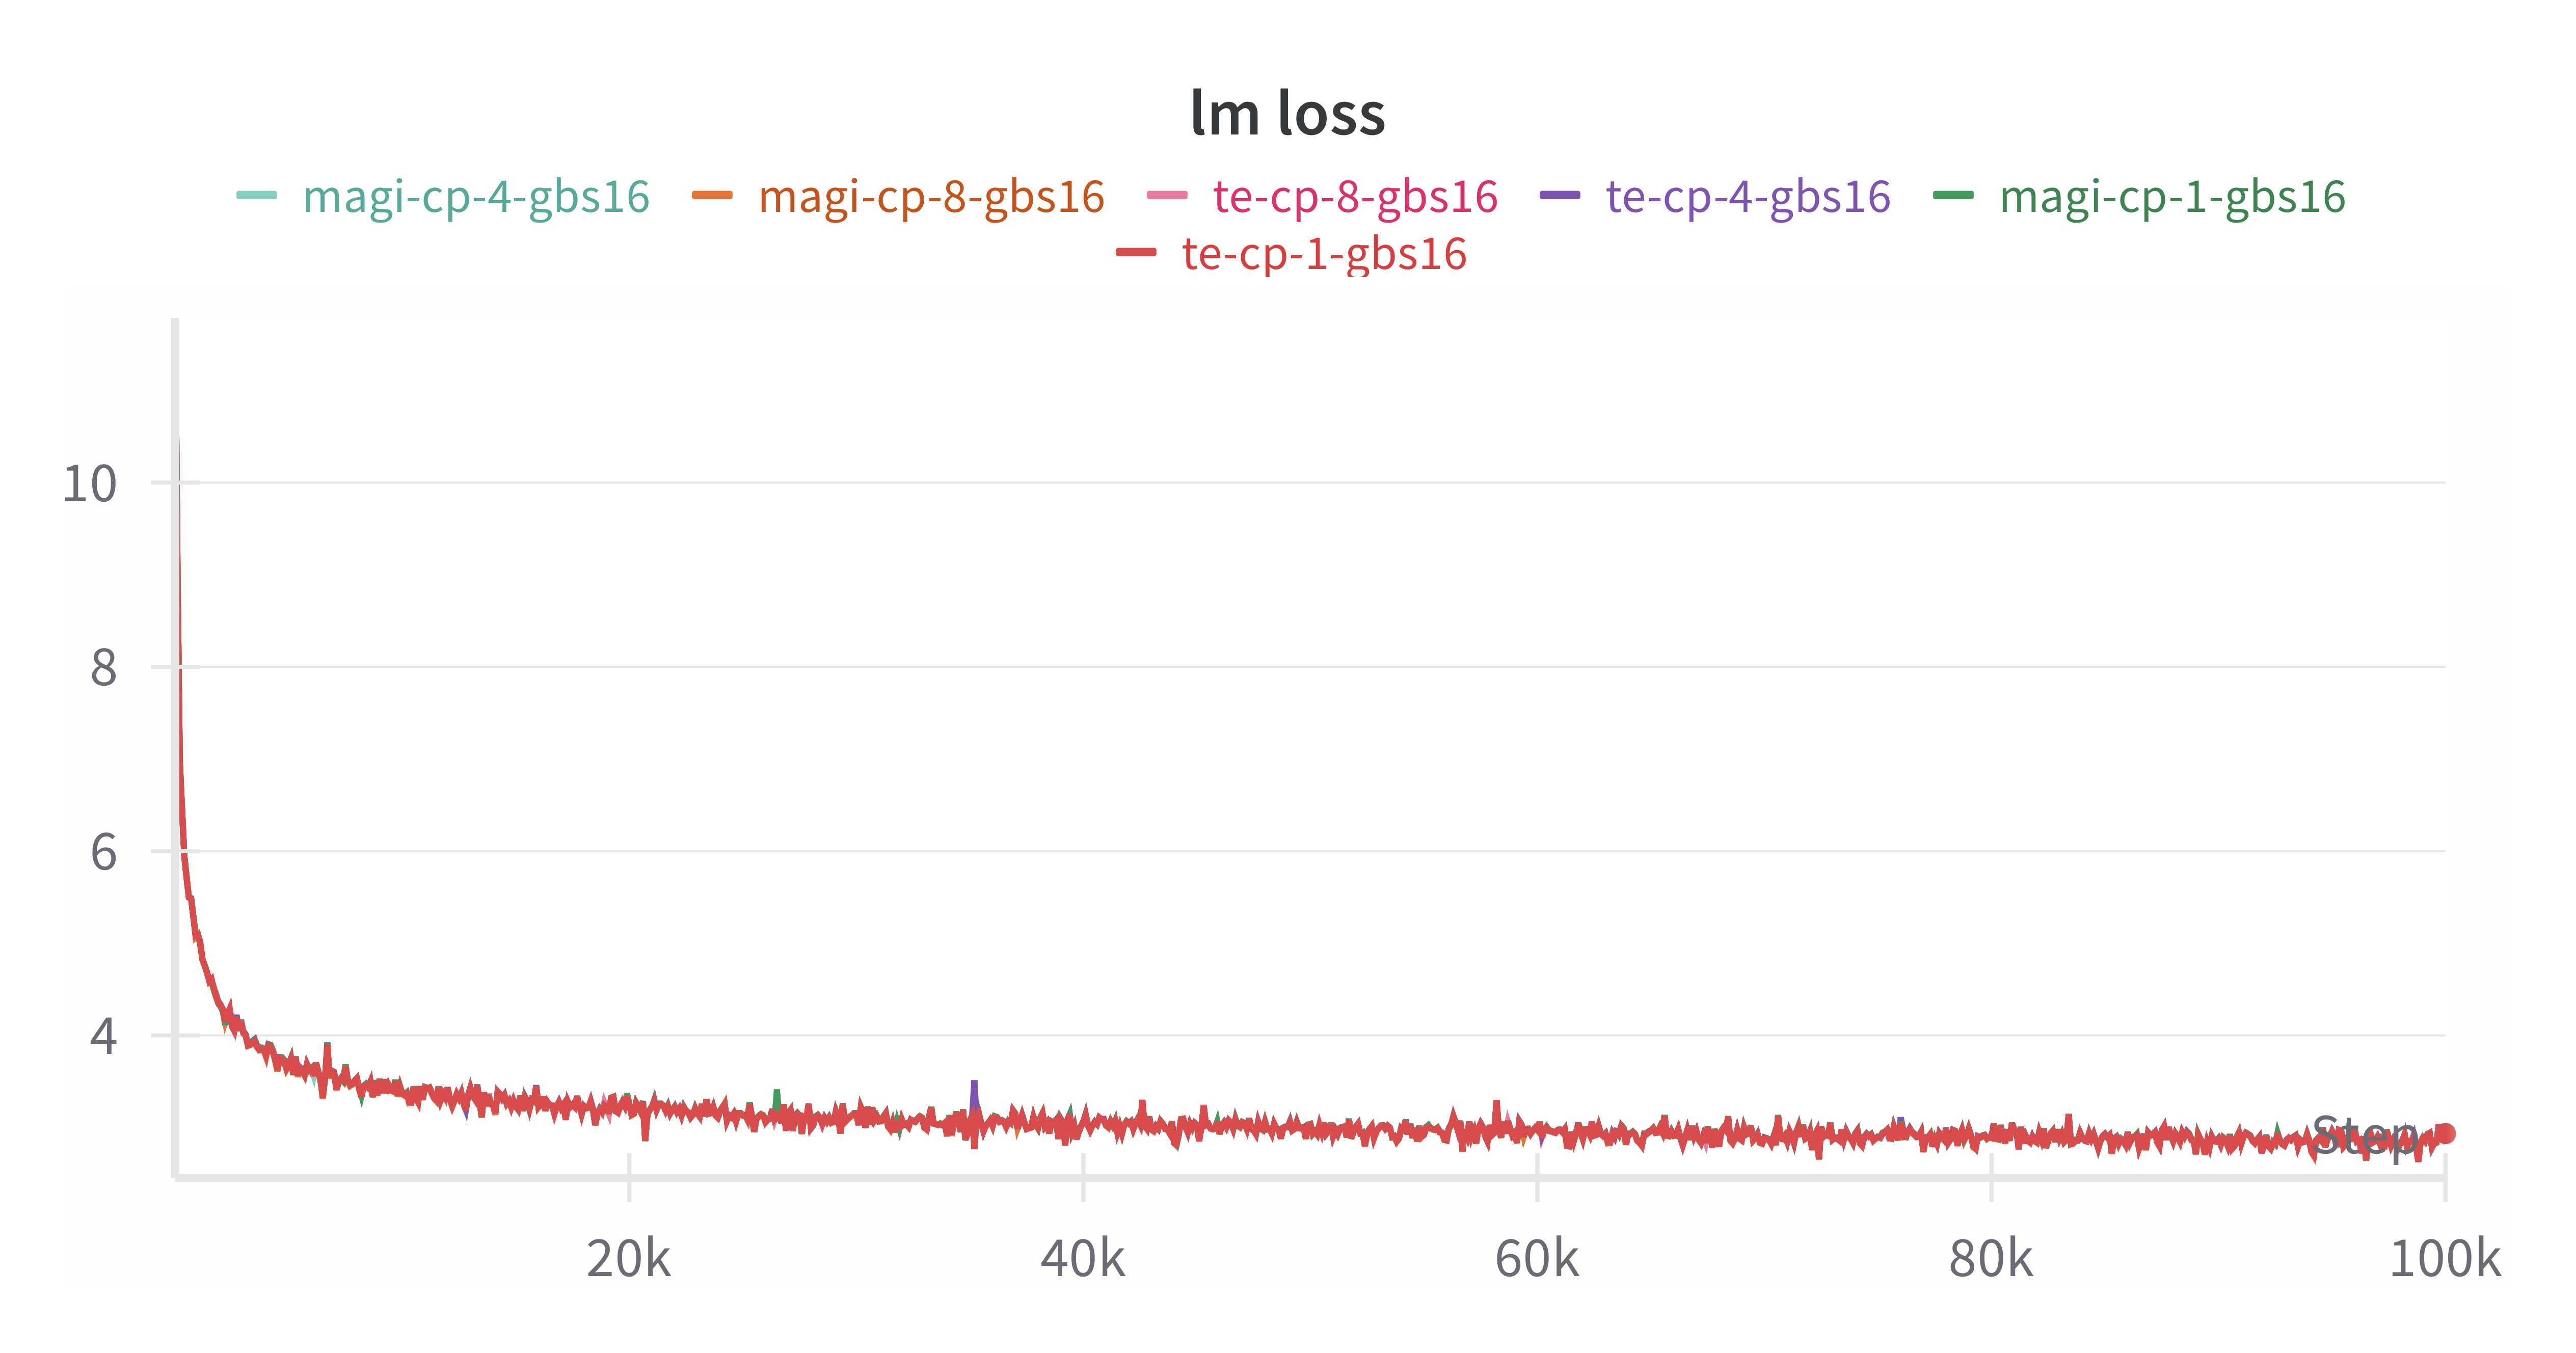 lm loss
magi-cp-4-gbs16 magi-cp-8-gbs16 te-cp-8-gbs16 te-cp-4-gbs16 magi-cp-1-gbs16
te-cp-1-gbs16
10
8
6
4
Step
20k 40k 60k 80k 100k